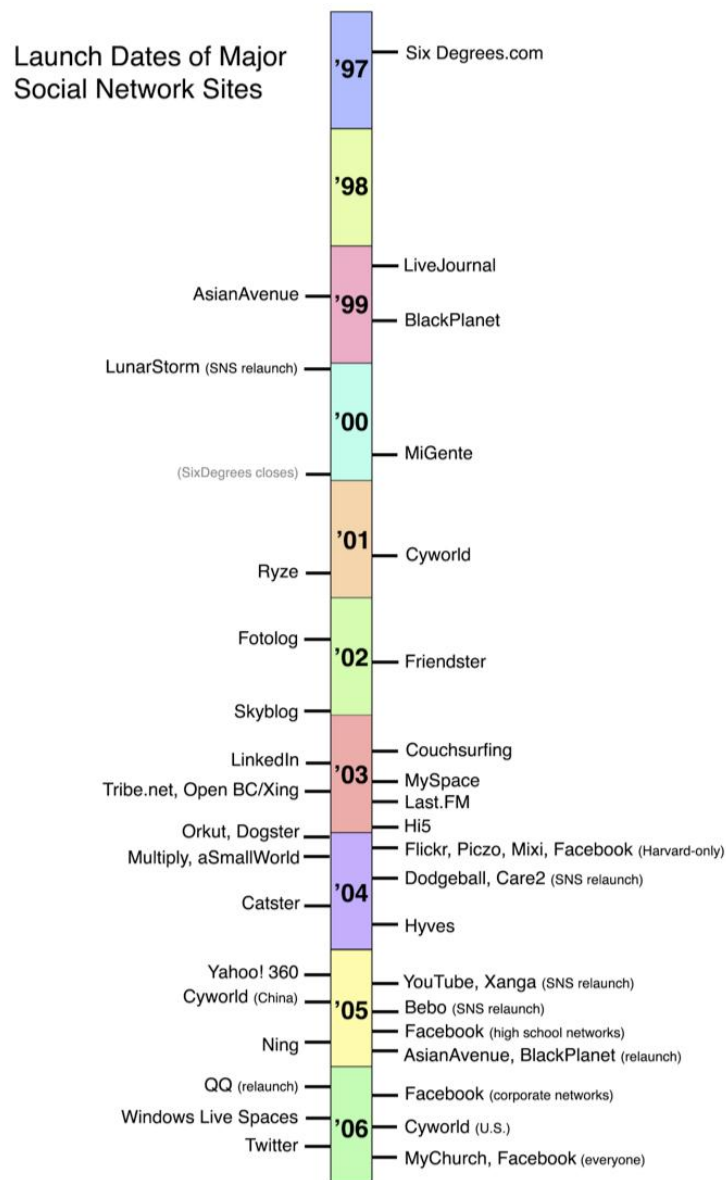 Launch Dates of Major
Social Network Sites
'97
Six Degrees.com
'98
'99
LiveJournal
AsianAvenue
BlackPlanet
LunarStorm (SNS relaunch)
'00
MiGente
(SixDegrees closes)
'01
Cyworld
Ryze
'02
Fotolog
Friendster
Skyblog
'03
Couchsurfing
LinkedIn
MySpace
Tribe.net, Open BC/Xing
Last.FM
Hi5
Orkut, Dogster
Flickr, Piczo, Mixi, Facebook (Harvard-only)
Multiply, aSmallWorld
Dodgeball, Care2 (SNS relaunch)
'04
Catster
Hyves
Yahoo! 360
YouTube, Xanga (SNS relaunch)
Cyworld (China)
'05
Bebo (SNS relaunch)
Facebook (high school networks)
Ning
AsianAvenue, BlackPlanet (relaunch)
QQ (relaunch)
Facebook (corporate networks)
Windows Live Spaces
'06
Cyworld (U.S.)
Twitter
MyChurch, Facebook (everyone)